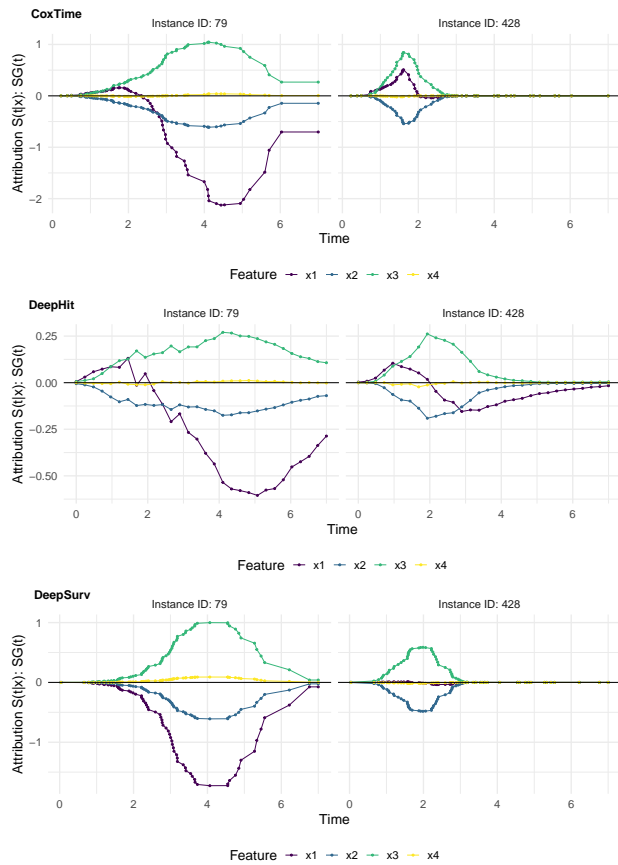 CoxTime
Instance ID: 79 Instance ID: 428
Attribution S(t|x): SG(t)
1
0
−1
−2
0 2 4 6 0 2 4 6
Time
Feature x1 x2 x3 x4
DeepHit
Instance ID: 79 Instance ID: 428
Attribution S(t|x): SG(t)
0.25
0.00
−0.25
−0.50
0 2 4 6 0 2 4 6
Time
Feature x1 x2 x3 x4
DeepSurv
Instance ID: 79 Instance ID: 428
Attribution S(t|x): SG(t)
1
0
−1
0 2 4 6 0 2 4 6
Time
Feature x1 x2 x3 x4